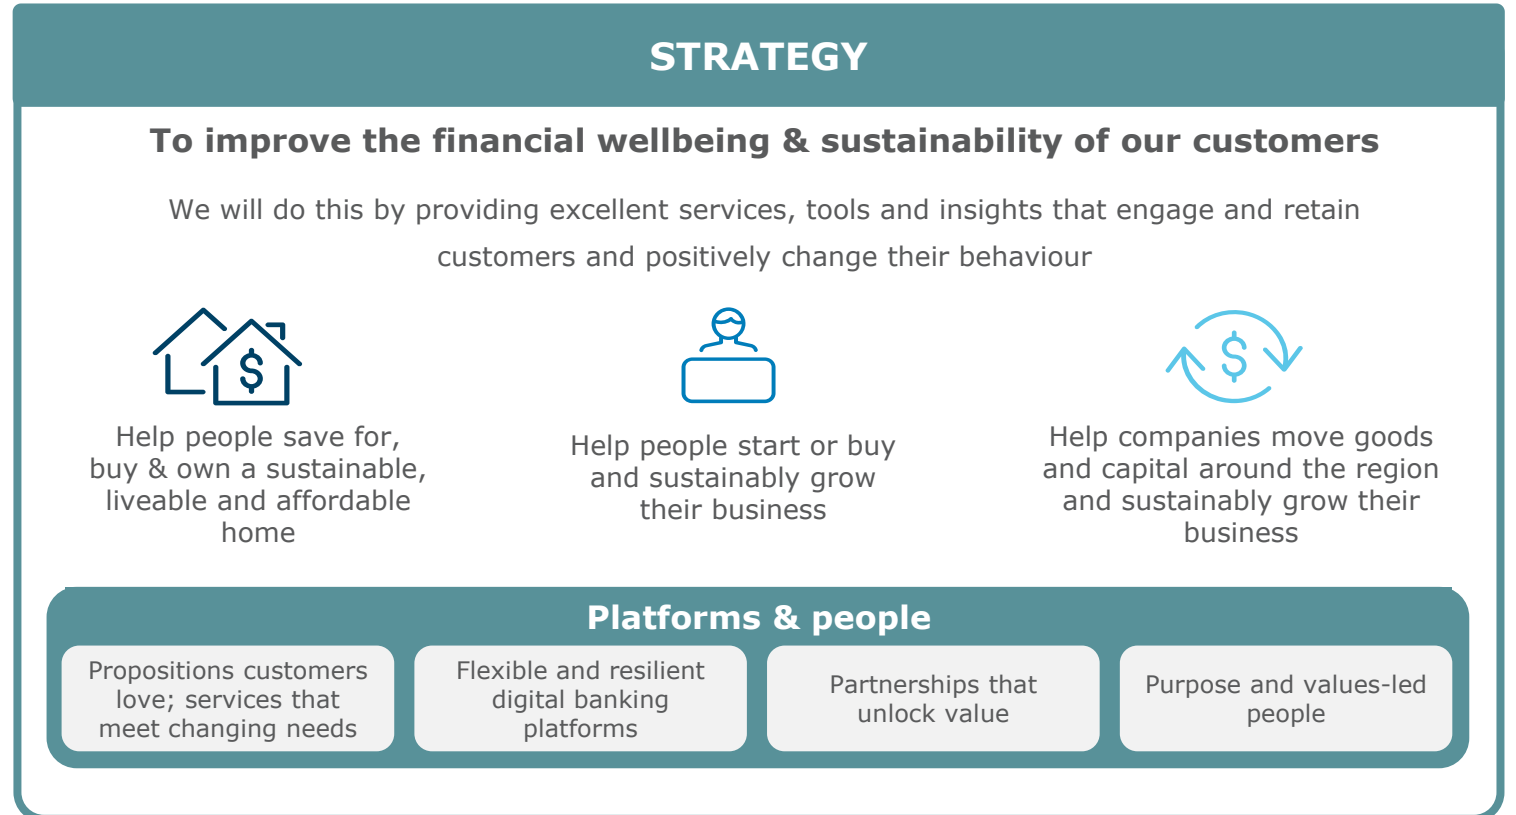 STRATEGY
To improve the financial wellbeing & sustainability of our customers
We will do this by providing excellent services, tools and insights that engage and retain
customers and positively change their behaviour
$
Help people save for,
buy & own a sustainable,
liveable and affordable
home
Help people start or buy
and sustainably grow
their business
$
Help companies move goods
and capital around the region
and sustainably grow their
business
Platforms & people
Propositions customers
love; services that
meet changing needs
Flexible and resilient
digital banking
platforms
Partnerships that
unlock value
Purpose and values-led
people